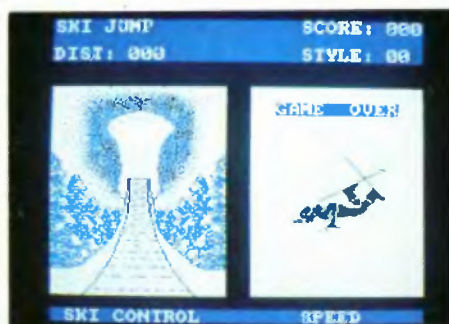 SKI JUMP SCORE: 000
DIST: 000 STYLE: 00
GAME OVER
SKI CONTROL SPEED